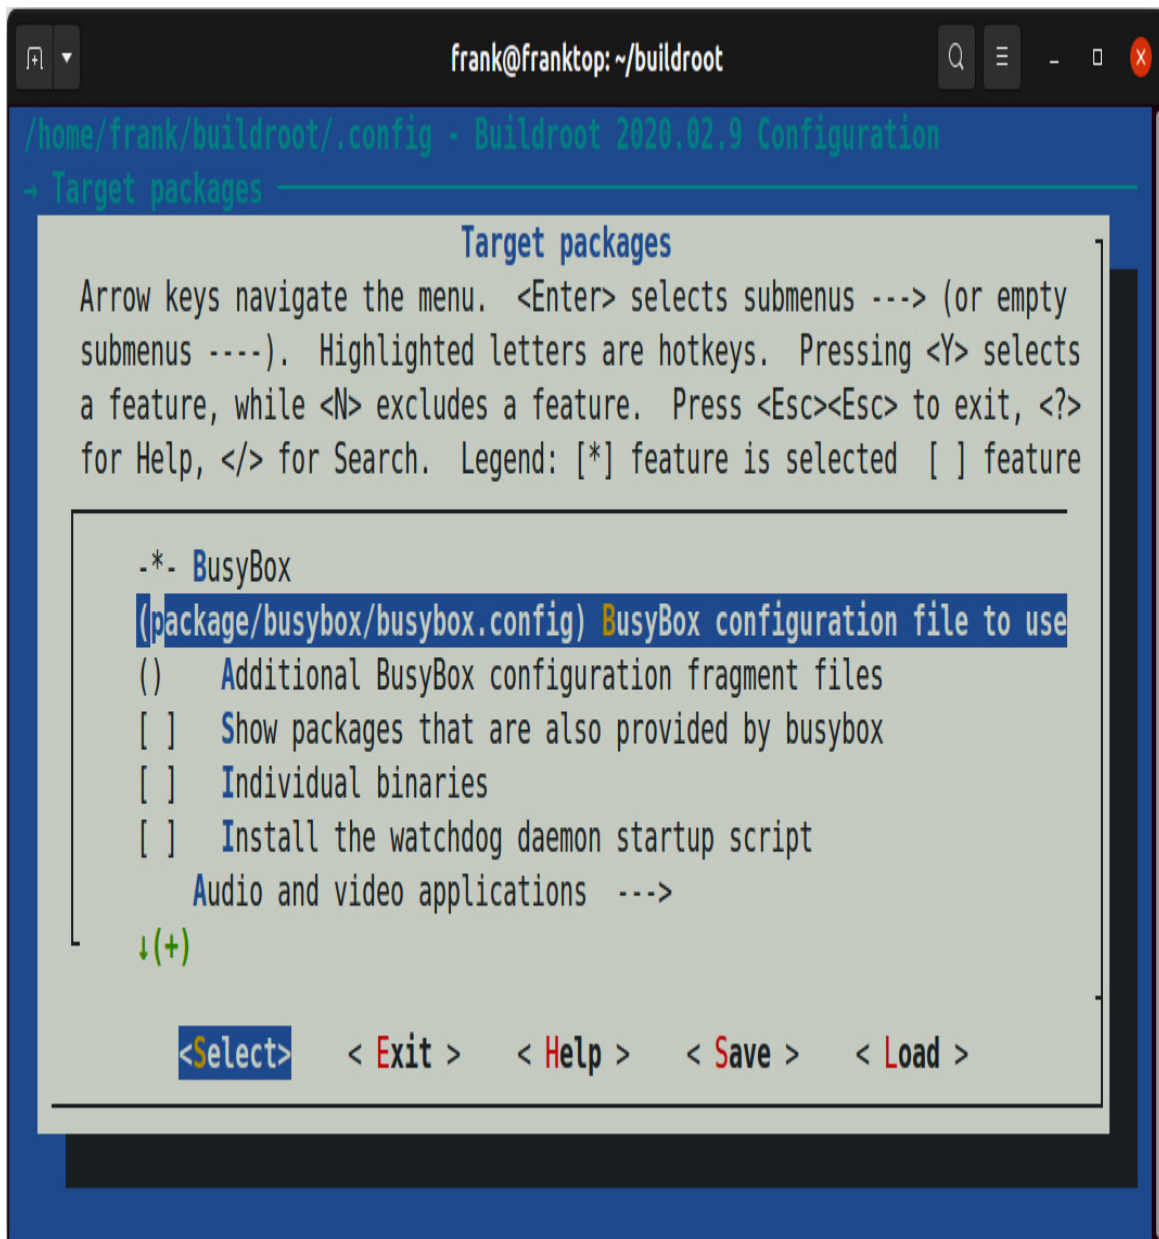 frank@franktop: ~/buildroot
/home/frank/buildroot/.config - Buildroot 2020.02.9 Configuration
→ Target packages
Target packages
Arrow keys navigate the menu.  <Enter> selects submenus ---> (or empty
submenus ----).  Highlighted letters are hotkeys.  Pressing <Y> selects
a feature, while <N> excludes a feature.  Press <Esc><Esc> to exit, <?>
for Help, </> for Search.  Legend: [*] feature is selected  [ ] feature
-*- BusyBox
(package/busybox/busybox.config) BusyBox configuration file to use
()    Additional BusyBox configuration fragment files
[ ]   Show packages that are also provided by busybox
[ ]   Individual binaries
[ ]   Install the watchdog daemon startup script
Audio and video applications  --->
↓(+)
<Select>    < Exit >    < Help >    < Save >    < Load >